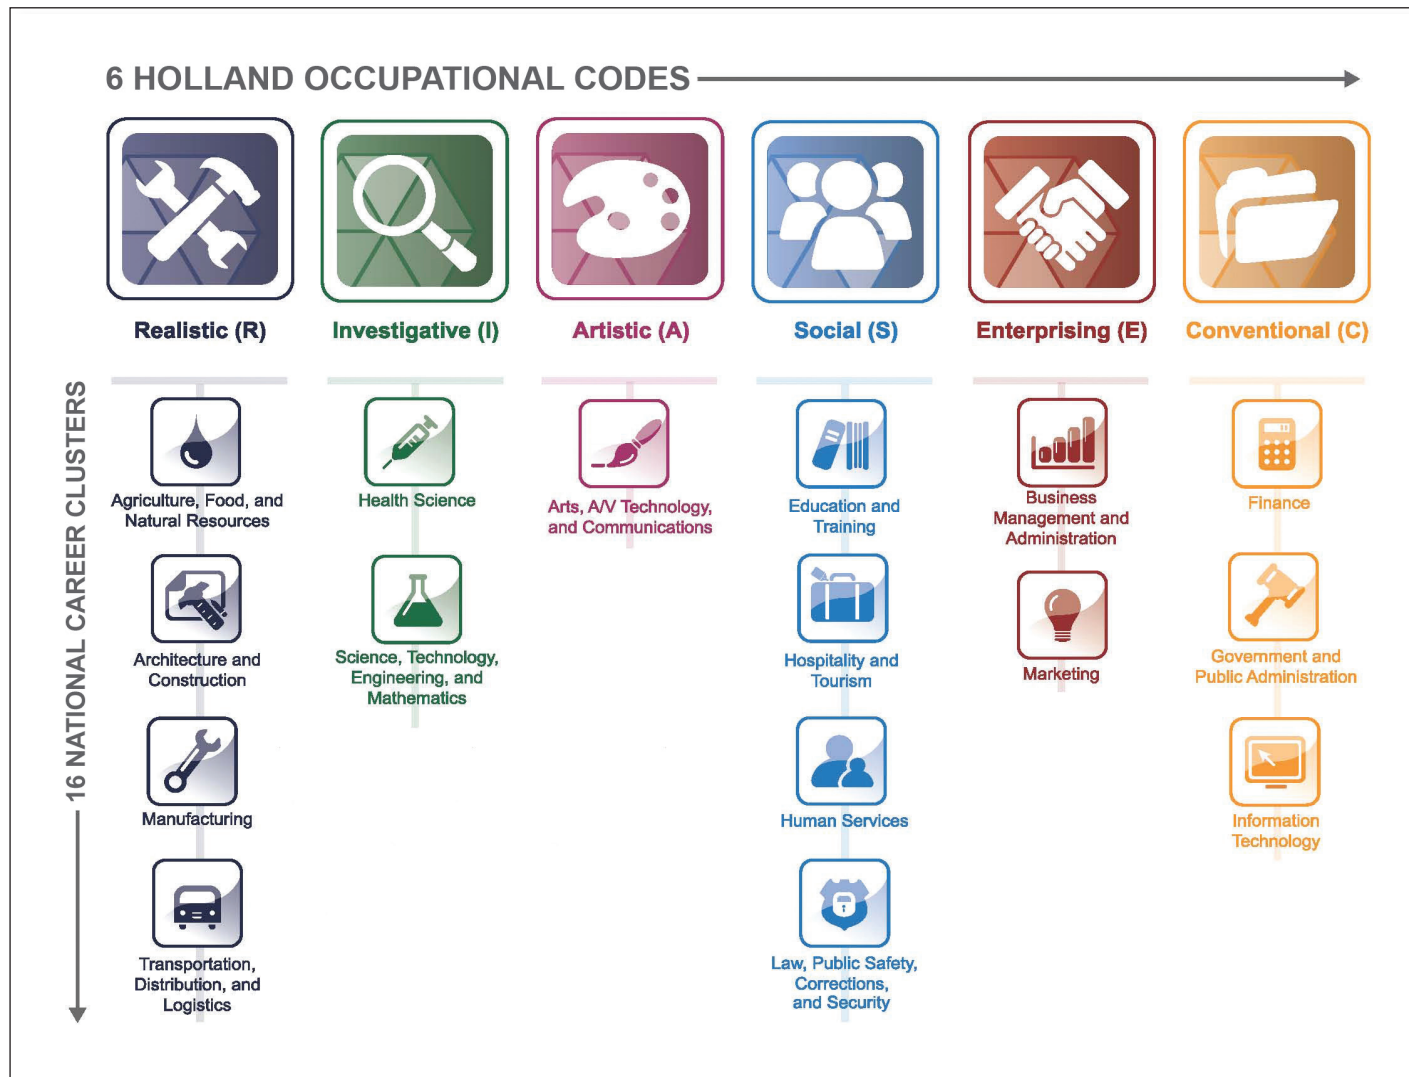 6 HOLLAND OCCUPATIONAL CODES
Realistic (R)
Investigative (I)
Artistic (A)
Social (S)
Enterprising (E)
Conventional (C)
16 NATIONAL CAREER CLUSTERS
Agriculture, Food, and
Natural Resources
Architecture and
Construction
Manufacturing
Transportation,
Distribution, and
Logistics
Health Science
Science, Technology,
Engineering, and
Mathematics
Arts, A/V Technology,
and Communications
Education and
Training
Hospitality and
Tourism
Human Services
Law, Public Safety,
Corrections,
and Security
Business
Management and
Administration
Marketing
Finance
Government and
Public Administration
Information
Technology